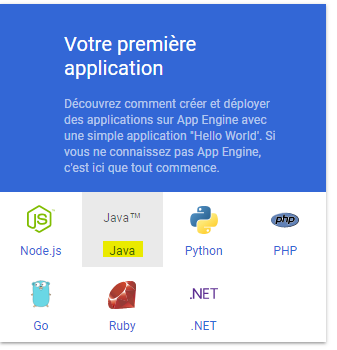 Votre première
application
Découvrez comment créer et déployer
des applications sur App Engine avec
une simple application "Hello World'. Si
vous ne connaissez pas App Engine,
c'est ici que tout commence.
JS Java™ php
Node.js Java Python PHP
.NET
Go Ruby .NET